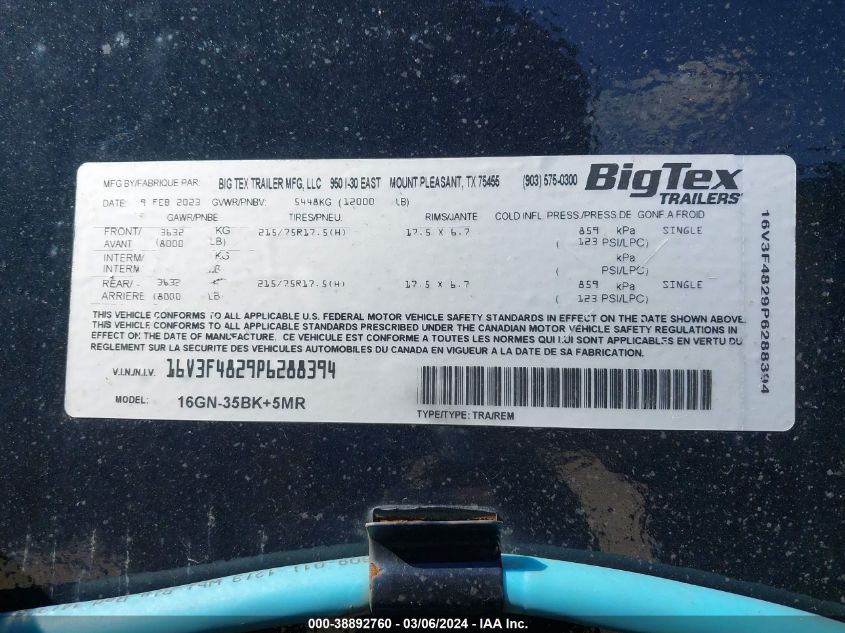 MFG BY/FABRIQUE PAR: BIG TEX TRAILER MFG, LLC 950 I-30 EAST MOUNT PLEASANT, TX 75455 (903) 575-0300 BigTex
TRAILERS
DATE: 9 FEB 2023 GVWR/PNBV: 5448KG (12000 LB)
GAWR/PNBE TIRES/PNEU. RIMS/JANTE COLD INFL. PRESS/PRESS DE GONF A FROID
FRONT/ 3632 KG 215/75R17.5(H) 17.5 X 6.7 859 kPa SINGLE
AVANT (8000 LB) ( 123 PSI/LPC)
INTERM/ KG kPa
INTERM ( LB ( PSI/LPC)
REAR/ 3632 KG 215/75R17.5(H) 17.5 X 6.7 859 kPa SINGLE
ARRIERE (8000 LB) ( 123 PSI/LPC)
THIS VEHICLE CONFORMS TO ALL APPLICABLE U.S. FEDERAL MOTOR VEHICLE SAFETY STANDARDS IN EFFECT ON THE DATE SHOWN ABOVE.
THIS VEHICLE CONFORMS TO ALL APPLICABLE STANDARDS PRESCRIBED UNDER THE CANADIAN MOTOR VEHICLE SAFETY REGULATIONS IN
EFFECT ON THE DATE OF MANUFACTURE. CE VEHICULE EST CONFORME A TOUTES LES NORMES QUI LUI SONT APPLICABLES EN VERTU DU
REGLEMENT SUR LA SECURITE DES VEHICULES AUTOMOBILES DU CANADA EN VIGUEUR A LA DATE DE SA FABRICATION.
V.I.N./N.I.V. 16V3F4829P6288394
MODEL: 16GN-35BK+5MR
TYPE/TYPE: TRA/REM
16V3F4829P6288394
000-38892760 - 03/06/2024 - IAA Inc.